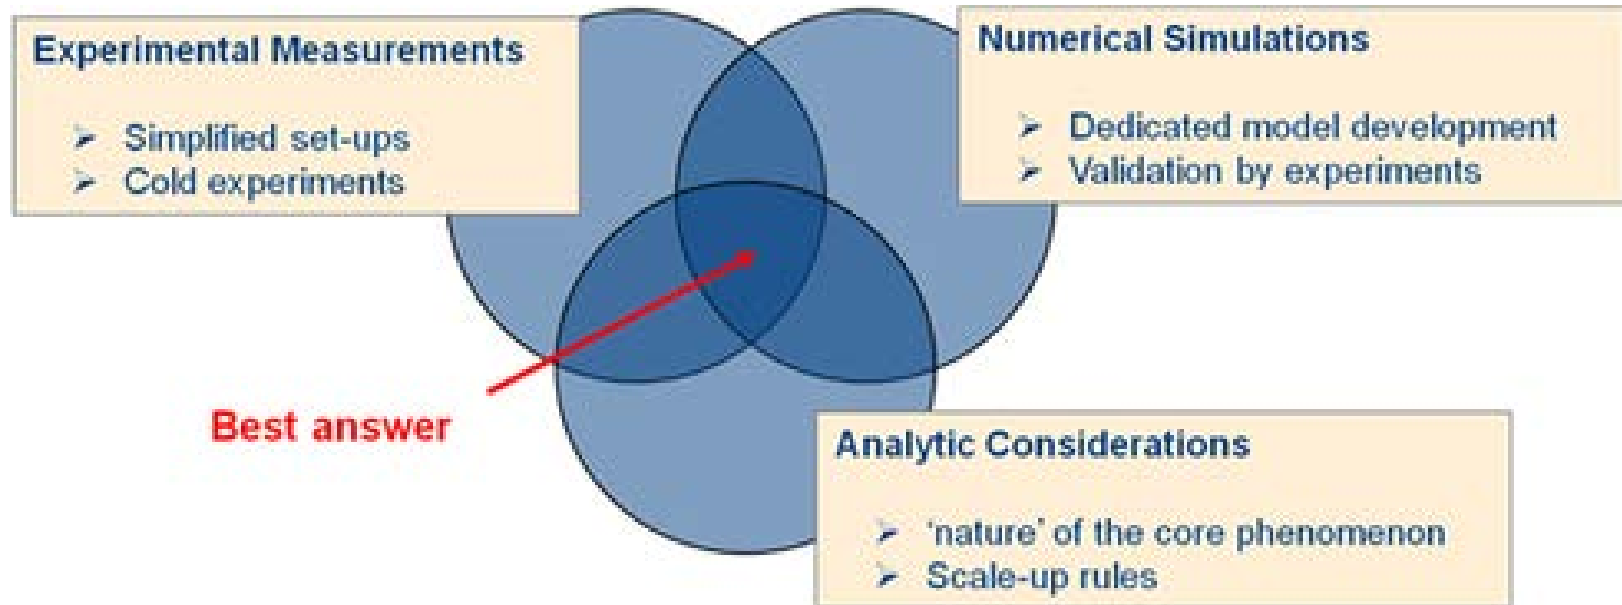 Experimental Measurements
➢ Simplified set-ups
➢ Cold experiments
Numerical Simulations
➢ Dedicated model development
➢ Validation by experiments
Best answer
Analytic Considerations
➢ 'nature' of the core phenomenon
➢ Scale-up rules